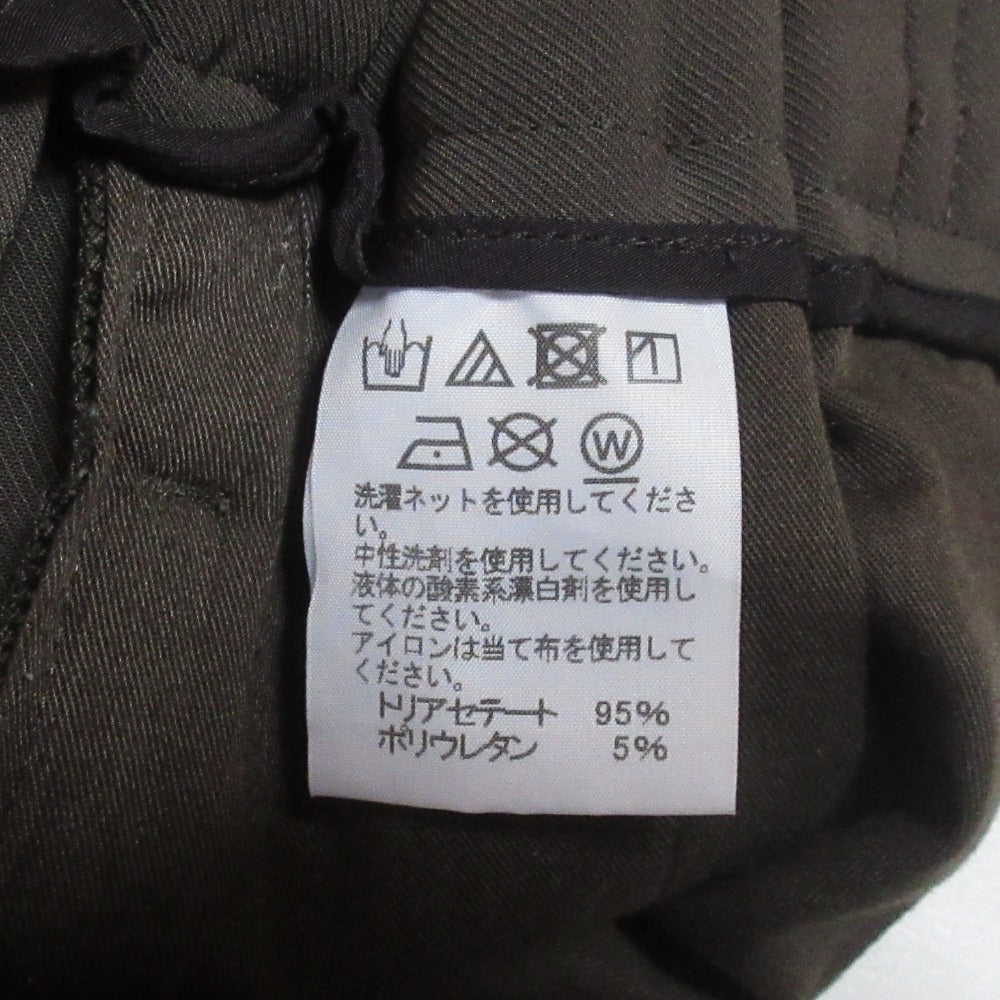 W
洗濯ネットを使用してくださ
い。
中性洗剤を使用してください。
液体の酸素系漂白剤を使用し
てください。
アイロンは当て布を使用して
ください。
トリアセテート 95%
ポリウレタン 5%